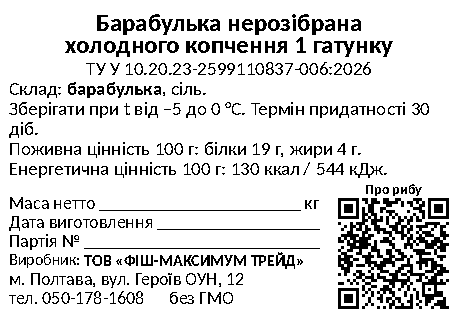 Барабулька нерозібрана
холодного копчення 1 ґатунку
ТУ У 10.20.23-2599110837-006:2026
Склад: барабулька, сіль.
Зберігати при t від –5 до 0 °С. Термін придатності 30
діб.
Поживна цінність 100 г: білки 19 г, жири 4 г.
Енергетична цінність 100 г: 130 ккал / 544 кДж.
Про рибу
Маса нетто ____________________ кг
Дата виготовлення ________________
Партія № ________________________
Виробник: ТОВ «ФІШ-МАКСИМУМ ТРЕЙД»
м. Полтава, вул. Героїв ОУН, 12
тел. 050-178-1608 без ГМО